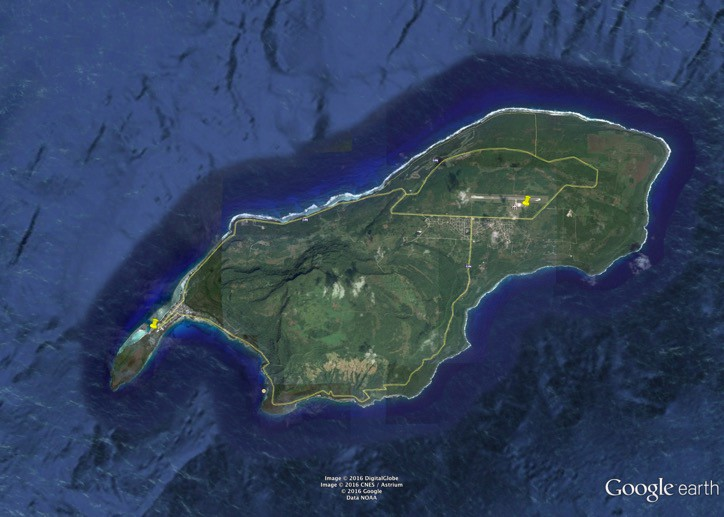 Image © 2016 DigitalGlobe
Image © 2016 CNES / Astrium
© 2016 Google
Data NOAA
Google earth